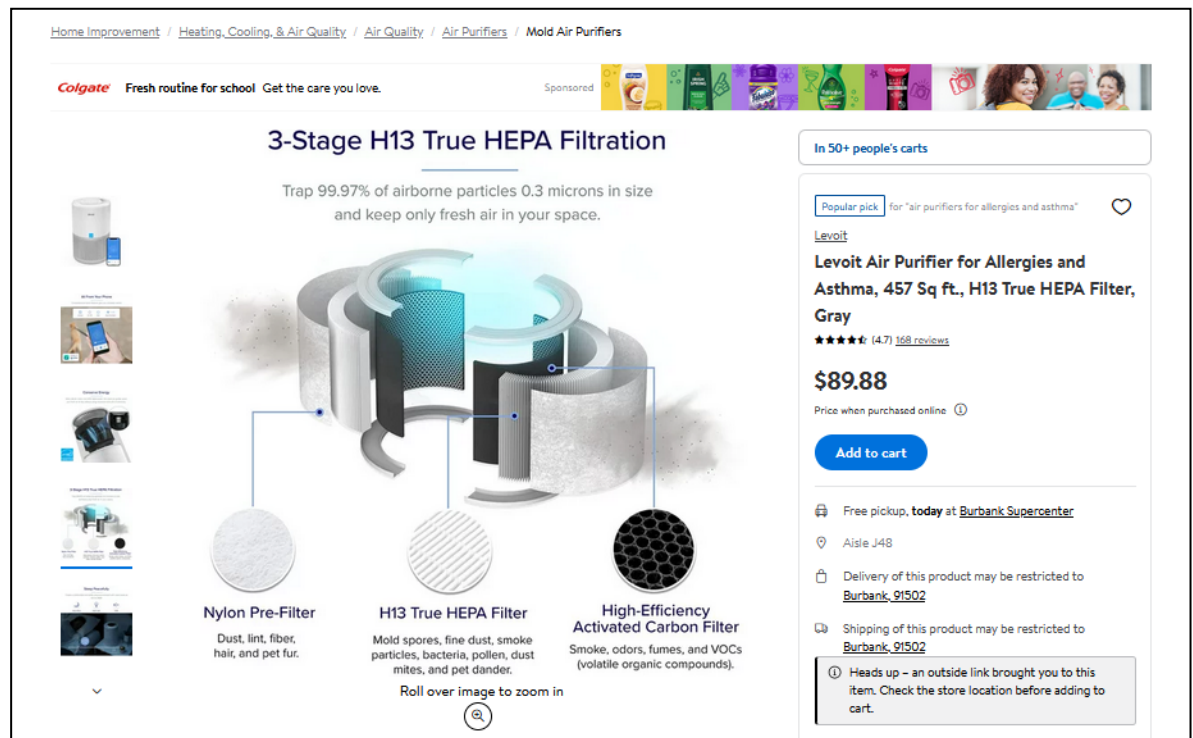 Home Improvement / Heating, Cooling, & Air Quality / Air Quality / Air Purifiers / Mold Air Purifiers
Colgate Fresh routine for school Get the care you love. Sponsored
3-Stage H13 True HEPA Filtration
Trap 99.97% of airborne particles 0.3 microns in size
and keep only fresh air in your space.
Nylon Pre-Filter
Dust, lint, fiber,
hair, and pet fur.
H13 True HEPA Filter
Mold spores, fine dust, smoke
particles, bacteria, pollen, dust
mites, and pet dander.
High-Efficiency
Activated Carbon Filter
Smoke, odors, fumes, and VOCs
(volatile organic compounds).
Roll over image to zoom in
In 50+ people's carts
Popular pick for "air purifiers for allergies and asthma"
Levoit
Levoit Air Purifier for Allergies and
Asthma, 457 Sq ft., H13 True HEPA Filter,
Gray
(4.7) 168 reviews
$89.88
Price when purchased online
Add to cart
Free pickup, today at Burbank Supercenter
Aisle J48
Delivery of this product may be restricted to
Burbank, 91502
Shipping of this product may be restricted to
Burbank, 91502
Heads up – an outside link brought you to this
item. Check the store location before adding to
cart.